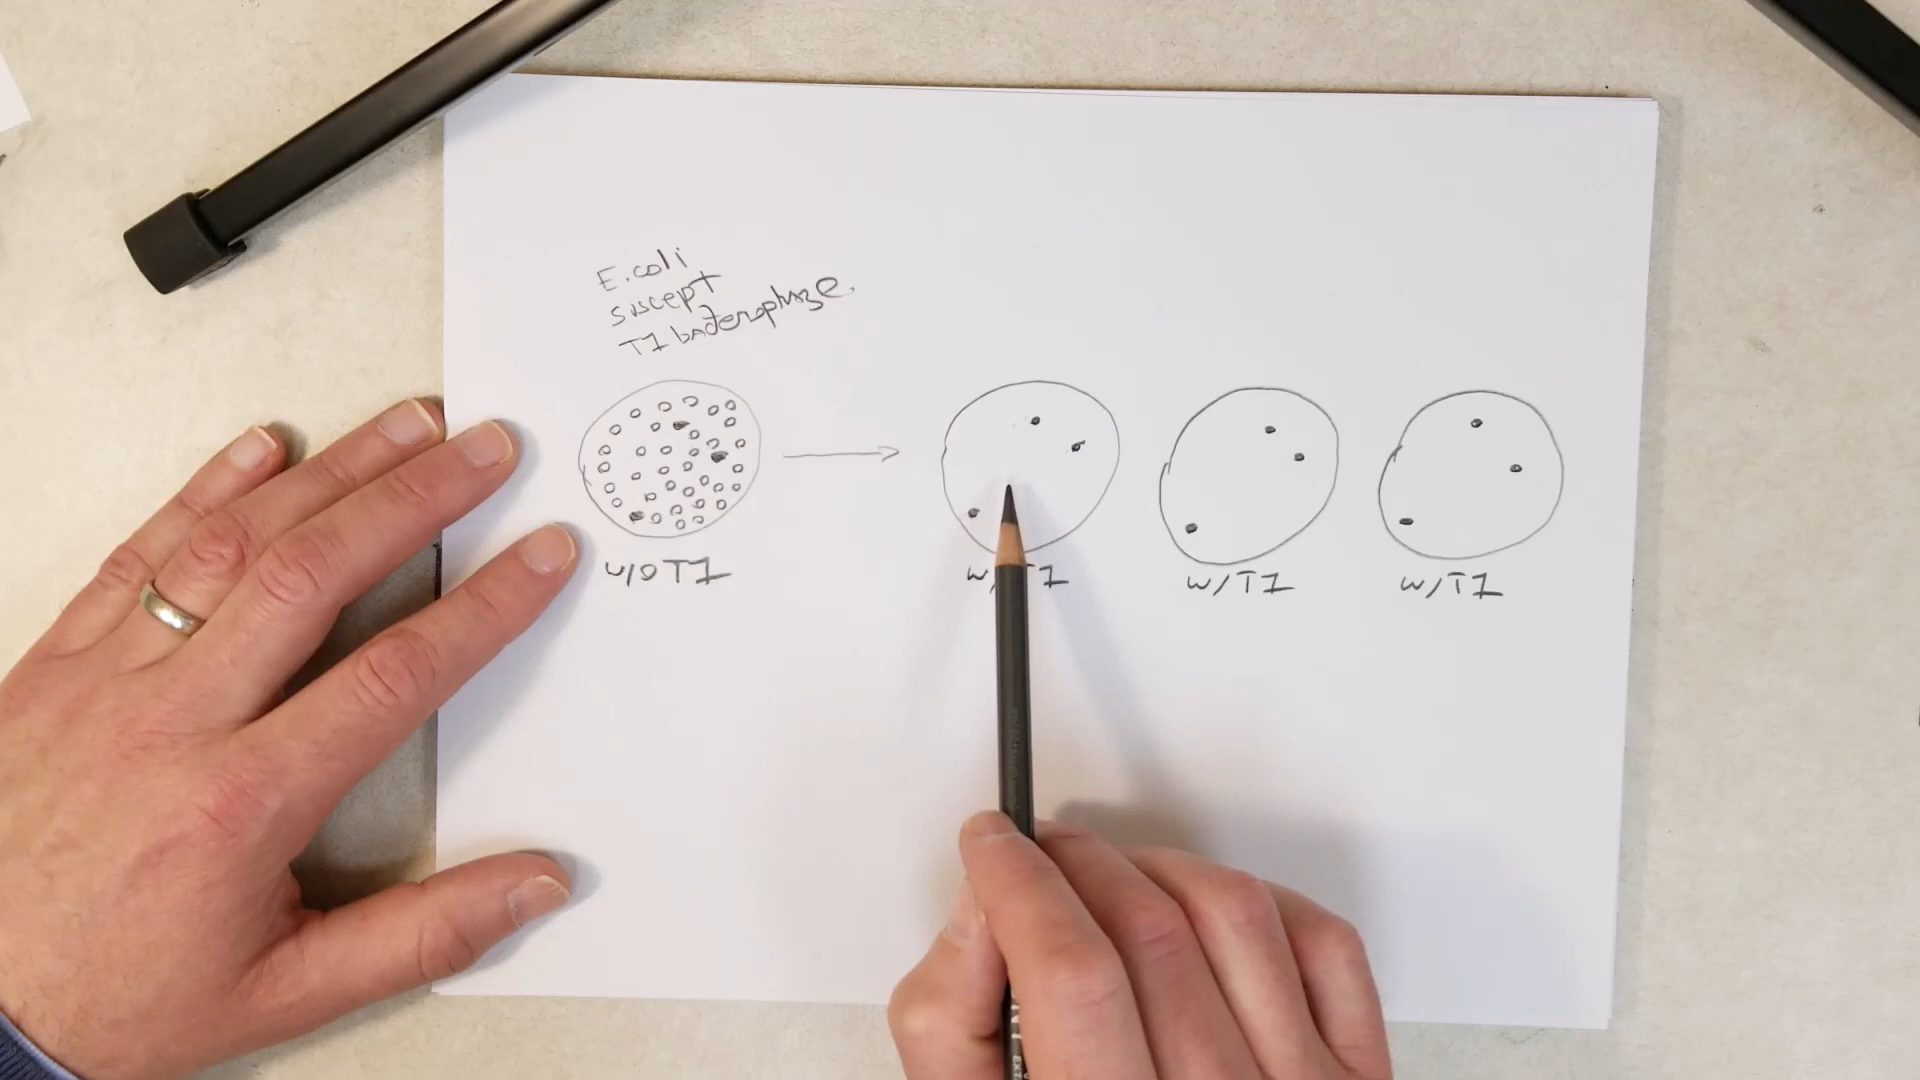 E.coli
suscept
T1 bacterophage.
w/o T1
w/T1
w/T1
w/T1